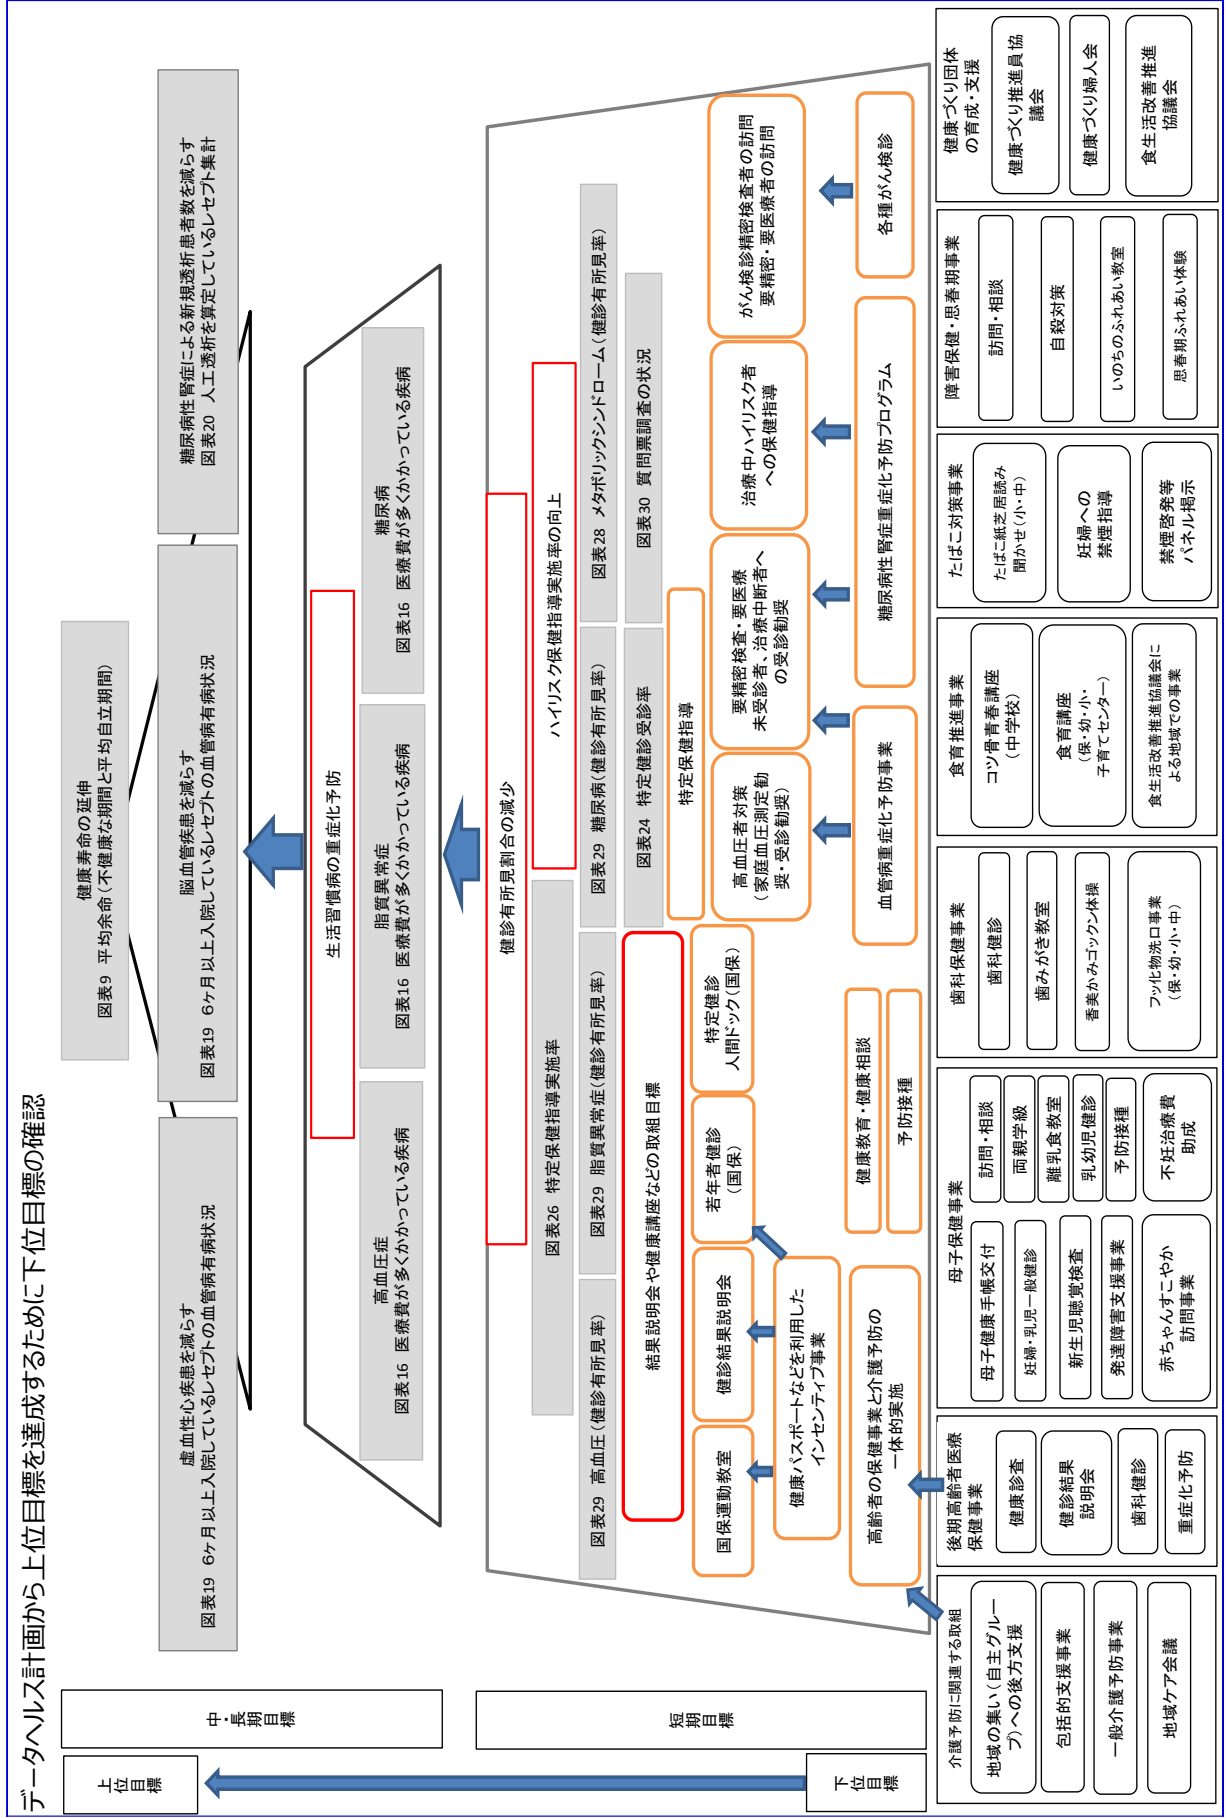 データヘルス計画から上位目標を達成するために下位目標の確認
上位目標
下位目標
中・長期目標
短期目標
健康寿命の延伸
図表9 平均余命(不健康な期間と平均自立期間)
虚血性心疾患を減らす
図表19 6ヶ月以上入院しているレセプトの血管病有病状況
脳血管疾患を減らす
図表19 6ヶ月以上入院しているレセプトの血管病有病状況
糖尿病性腎症による新規透析患者数を減らす
図表20 人工透析を算定しているレセプト集計
生活習慣病の重症化予防
高血圧症
図表16 医療費が多くかかっている疾病
脂質異常症
図表16 医療費が多くかかっている疾病
糖尿病
図表16 医療費が多くかかっている疾病
健診有所見割合の減少
図表26 特定保健指導実施率
ハイリスク保健指導実施率の向上
図表29 高血圧(健診有所見率)
図表29 脂質異常症(健診有所見率)
図表29 糖尿病(健診有所見率)
図表28 メタボリックシンドローム(健診有所見率)
結果説明会や健康講座などの取組目標
図表24 特定健診受診率
図表30 質問票調査の状況
特定保健指導
国保運動教室
健診結果説明会
若年者健診
(国保)
特定健診
人間ドック(国保)
高血圧者対策
(家庭血圧測定勧
奨・受診勧奨)
要精密検査・要医療
未受診者、治療中断者へ
の受診勧奨
治療中ハイリスク者
への保健指導
がん検診精密検査者の訪問
要精密・要医療者の訪問
健康パスポートなどを利用した
インセンティブ事業
高齢者の保健事業と介護予防の
一体的実施
健康教育・健康相談
予防接種
血管病重症化予防事業
糖尿病性腎症重症化予防プログラム
各種がん検診
介護予防に関連する取組
地域の集い(自主グルー
プ)への後方支援
包括的支援事業
一般介護予防事業
地域ケア会議
後期高齢者医療
保健事業
健康診査
健診結果
説明会
歯科健診
重症化予防
母子保健事業
母子健康手帳交付
妊婦・乳児一般健診
新生児聴覚検査
発達障害支援事業
赤ちゃんすこやか
訪問事業
訪問・相談
両親学級
離乳食教室
乳幼児健診
予防接種
不妊治療費
助成
歯科保健事業
歯科健診
歯みがき教室
香美かみゴックン体操
フッ化物洗口事業
(保・幼・小・中)
食育推進事業
コツ骨青春講座
(中学校)
食育講座
(保・幼・小・
子育てセンター)
食生活改善推進協議会に
よる地域での事業
たばこ対策事業
たばこ紙芝居読み
聞かせ(小・中)
妊婦への
禁煙指導
禁煙啓発等
パネル掲示
障害保健・思春期事業
訪問・相談
自殺対策
いのちのふれあい教室
思春期ふれあい体験
健康づくり団体
の育成・支援
健康づくり推進員協
議会
健康づくり婦人会
食生活改善推進
協議会